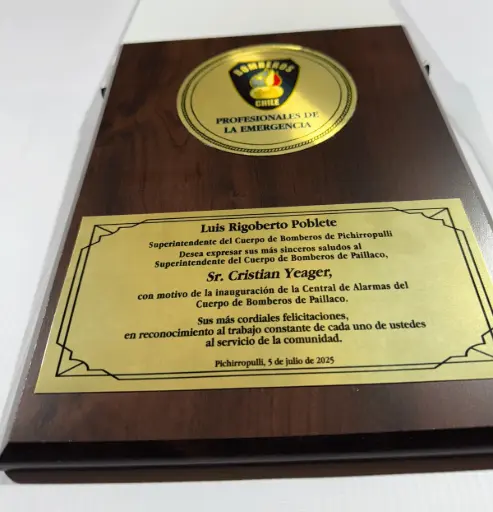 BOMBEROS
CHILE
PROFESIONALES DE
LA EMERGENCIA
Luis Rigoberto Poblete
Superintendente del Cuerpo de Bomberos de Pichirropulli
Desea expresar sus más sinceros saludos al
Superintendente del Cuerpo de Bomberos de Paillaco,
Sr. Cristian Yeager,
con motivo de la inauguración de la Central de Alarmas del
Cuerpo de Bomberos de Paillaco.
Sus más cordiales felicitaciones,
en reconocimiento al trabajo constante de cada uno de ustedes
al servicio de la comunidad.
Pichirropulli, 5 de julio de 2025